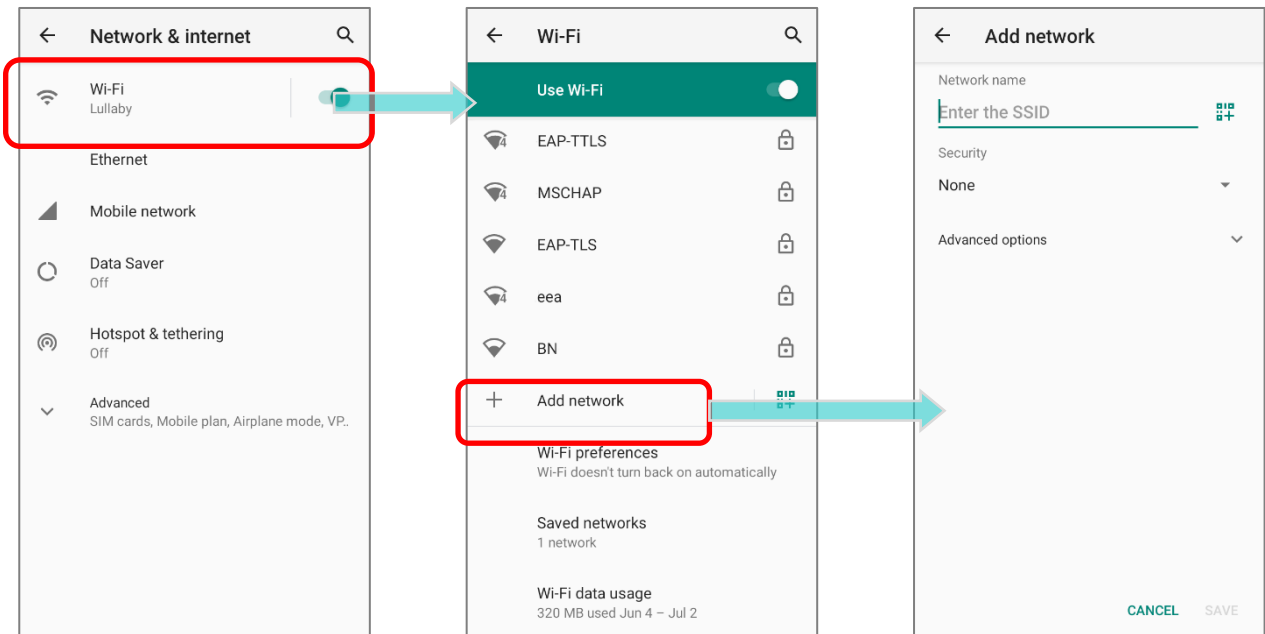 Network & internet
Wi-Fi
Lullaby
Ethernet
Mobile network
Data Saver
Off
Hotspot & tethering
Off
Advanced
SIM cards, Mobile plan, Airplane mode, VP..
Wi-Fi
Use Wi-Fi
4 EAP-TTLS
4 MSCHAP
EAP-TLS
4 eea
BN
Add network
Wi-Fi preferences
Wi-Fi doesn't turn back on automatically
Saved networks
1 network
Wi-Fi data usage
320 MB used Jun 4 – Jul 2
Add network
Network name
Enter the SSID
Security
None
Advanced options
CANCEL SAVE